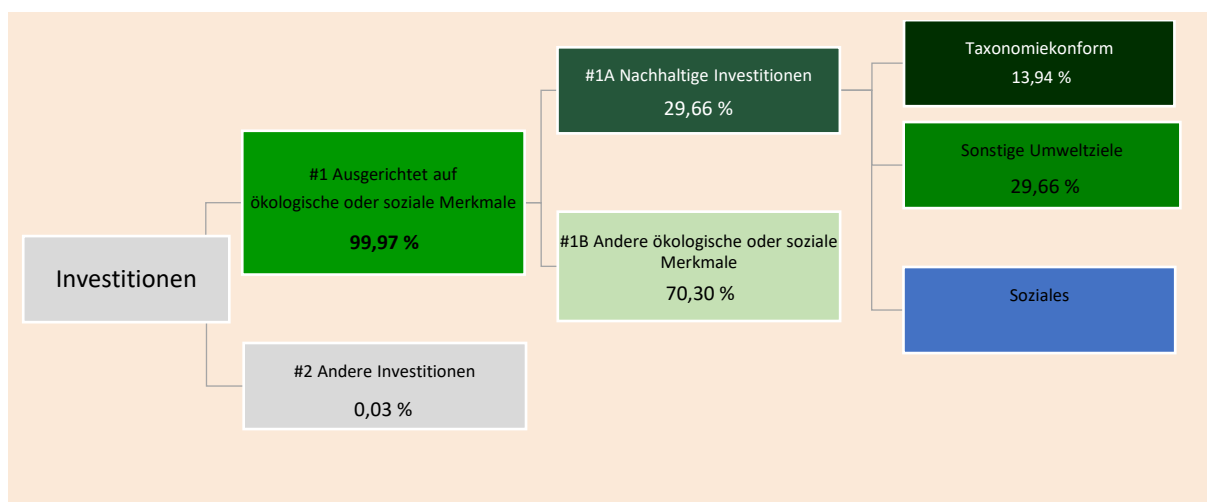 Investitionen
#1 Ausgerichtet auf
ökologische oder soziale Merkmale
99,97 %
#2 Andere Investitionen
0,03 %
#1A Nachhaltige Investitionen
29,66 %
#1B Andere ökologische oder soziale
Merkmale
70,30 %
Taxonomiekonform
13,94 %
Sonstige Umweltziele
29,66 %
Soziales